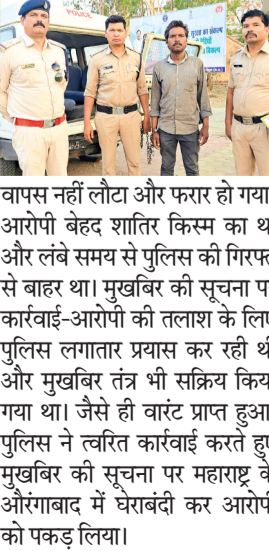 POLICE
वापस नहीं लौटा और फरार हो गया
आरोपी बेहद शातिर किस्म का थ
और लंबे समय से पुलिस की गिरफ्त
से बाहर था। मुखबिर की सूचना प
कार्रवाई-आरोपी की तलाश के लिए
पुलिस लगातार प्रयास कर रही थ
और मुखबिर तंत्र भी सक्रिय किय
गया था। जैसे ही वारंट प्राप्त हुआ
पुलिस ने त्वरित कार्रवाई करते हुए
मुखबिर की सूचना पर महाराष्ट्र के
औरंगाबाद में घेराबंदी कर आरोपी
को पकड़ लिया।